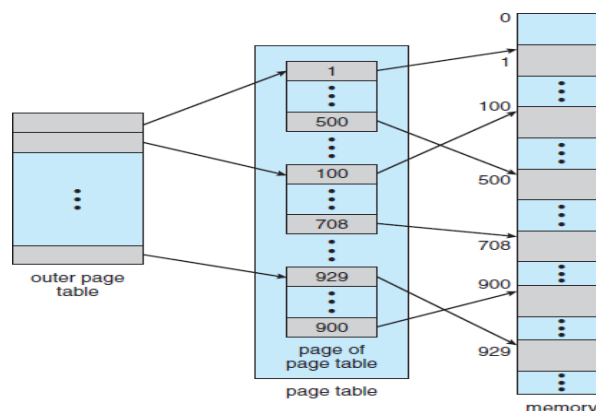 outer page
table
1
500
100
708
929
900
page of
page table
page table
0
1
100
500
708
900
929
memory